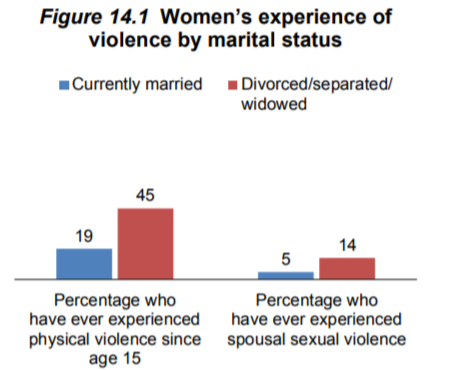 Figure 14.1 Women’s experience of
violence by marital status
Currently married
Divorced/separated/
widowed
19
45
5
14
Percentage who
have ever experienced
physical violence since
age 15
Percentage who
have ever experienced
spousal sexual violence